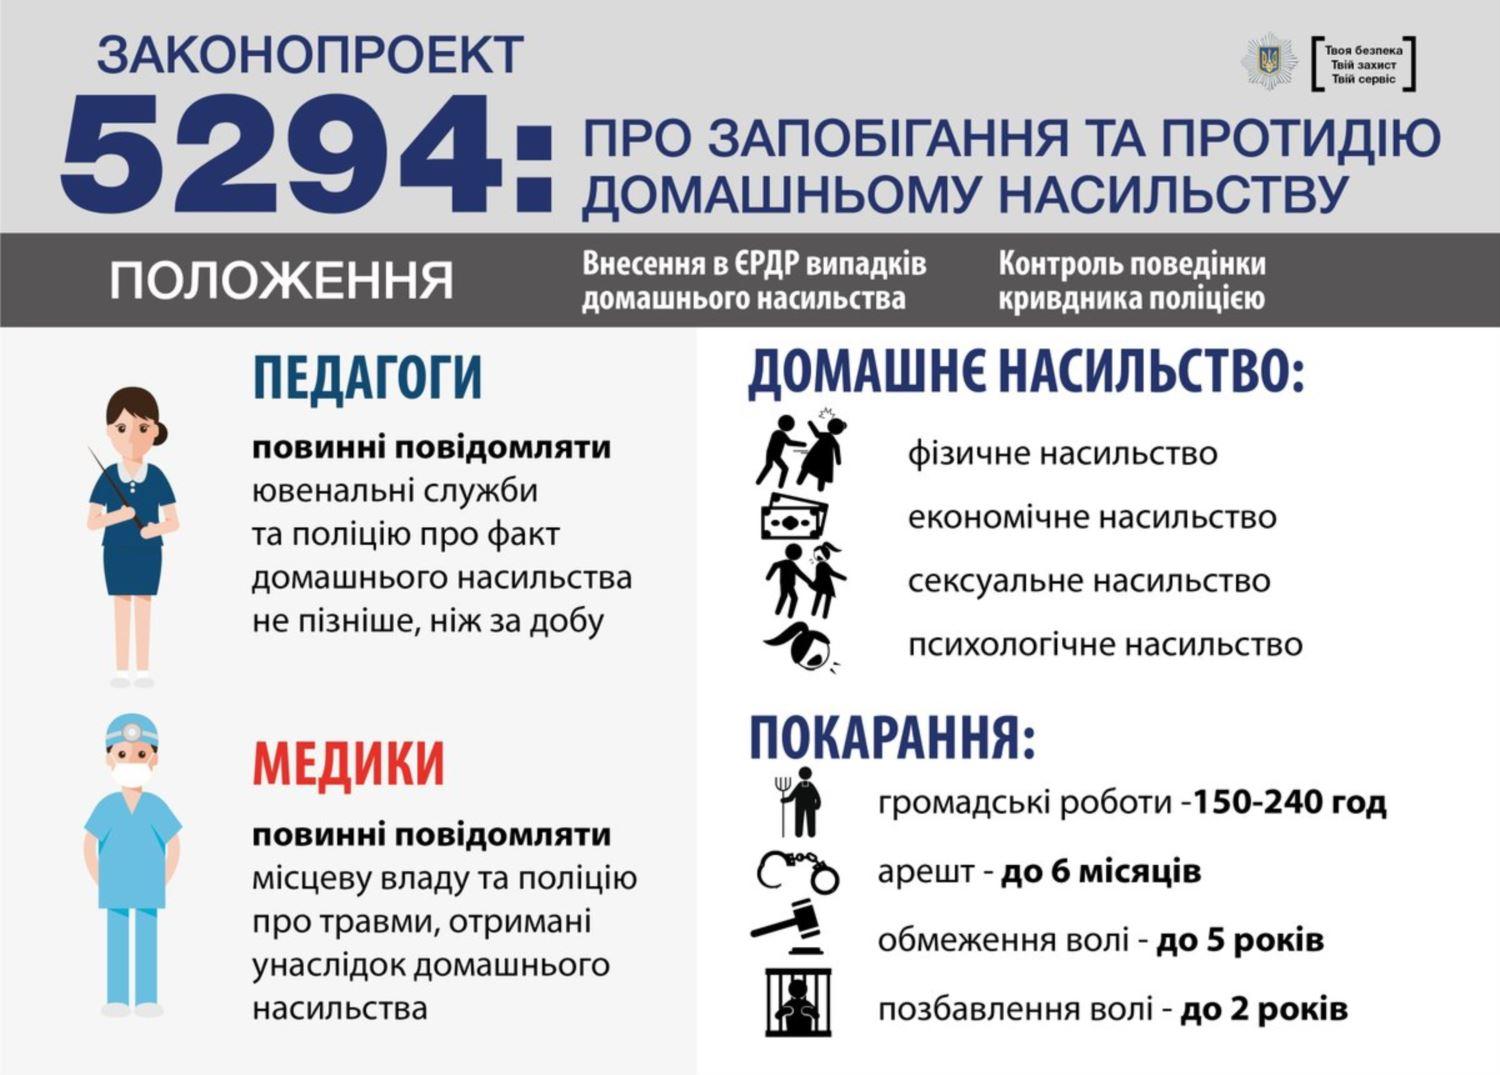 ЗАКОНОПРОЕКТ
5294:
ПРО ЗАПОБІГАННЯ ТА ПРОТИДІЮ
ДОМАШНЬОМУ НАСИЛЬСТВУ
Твоя безпека
Твій захист
Твій сервіс
ПОЛОЖЕННЯ
Внесення в ЄРДР випадків
домашнього насильства
Контроль поведінки
кривдника поліцією
ПЕДАГОГИ
повинні повідомляти
ювенальні служби
та поліцію про факт
домашнього насильства
не пізніше, ніж за добу
МЕДИКИ
повинні повідомляти
місцеву владу та поліцію
про травми, отримані
унаслідок домашнього
насильства
ДОМАШНЄ НАСИЛЬСТВО:
фізичне насильство
економічне насильство
сексуальне насильство
психологічне насильство
ПОКАРАННЯ:
громадські роботи -150-240 год
арешт - до 6 місяців
обмеження волі - до 5 років
позбавлення волі - до 2 років